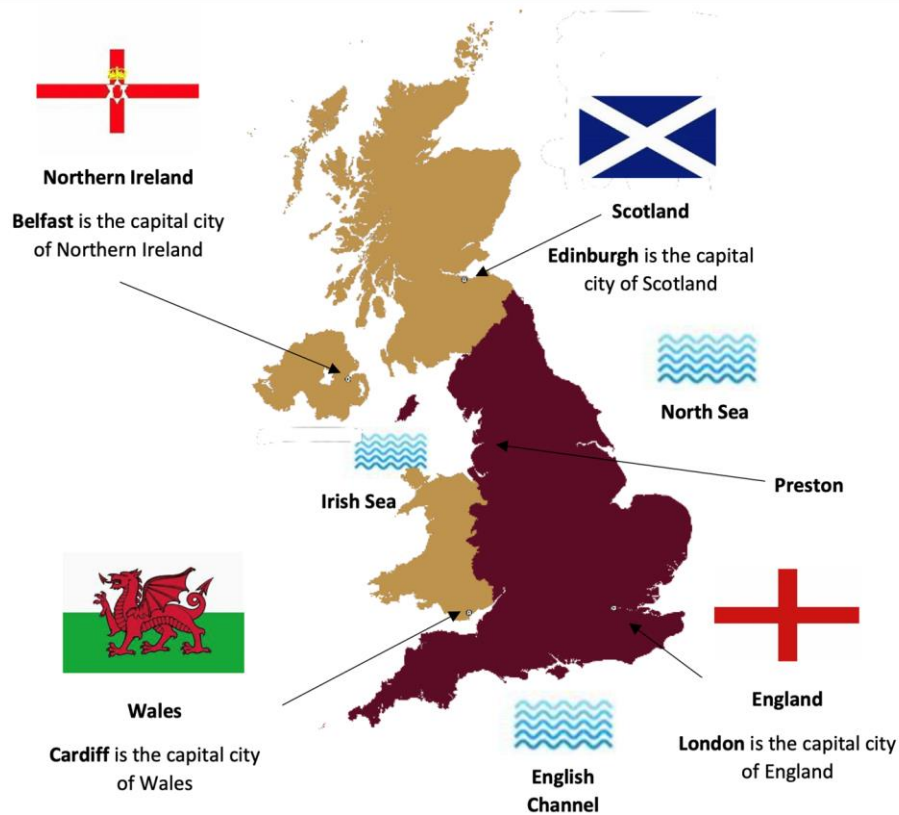 Northern Ireland
Belfast is the capital city
of Northern Ireland
Scotland
Edinburgh is the capital
city of Scotland
North Sea
Preston
Irish Sea
Wales
Cardiff is the capital city
of Wales
England
London is the capital city
of England
English
Channel